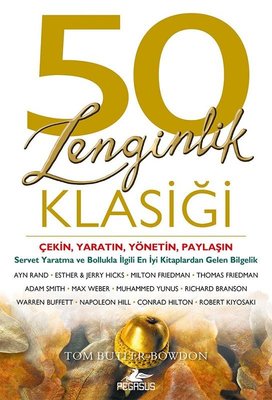 50
Zenginlik
KLASİĞİ
ÇEKİN, YARATIN, YÖNETİN, PAYLAŞIN
Servet Yaratma ve Bollukla İlgili En İyi Kitaplardan Gelen Bilgelik
AYN RAND - ESTHER & JERRY HICKS - MILTON FRIEDMAN - THOMAS FRIEDMAN
ADAM SMITH - MAX WEBER - MUHAMMED YUNUS - RICHARD BRANSON
WARREN BUFFETT - NAPOLEON HILL - CONRAD HILTON - ROBERT KIYOSAKI
TOM BUTLER-BOWDON
PEGASUS